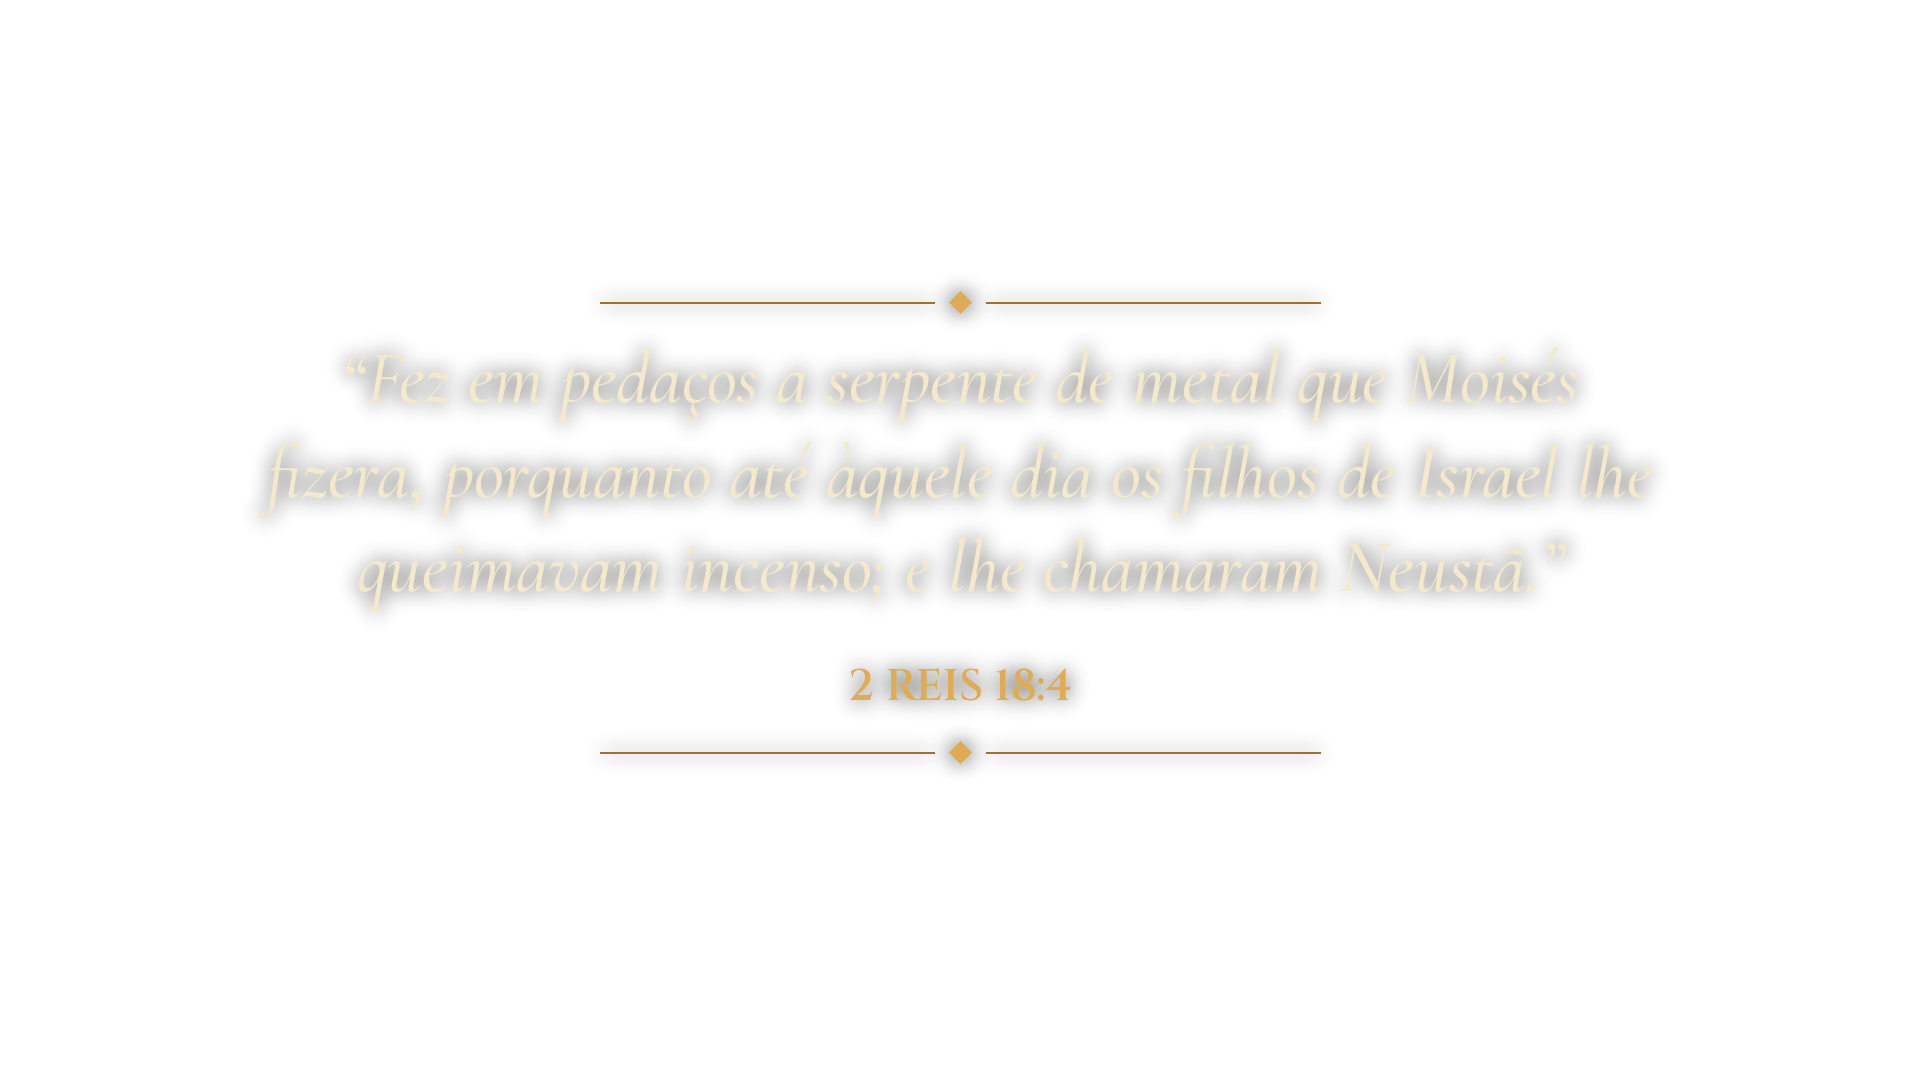 “Fez em pedaços a serpente de metal que Moisés
fizera, porquanto até àquele dia os filhos de Israel lhe
queimavam incenso; e lhe chamaram Neustã.”
2 REIS 18:4